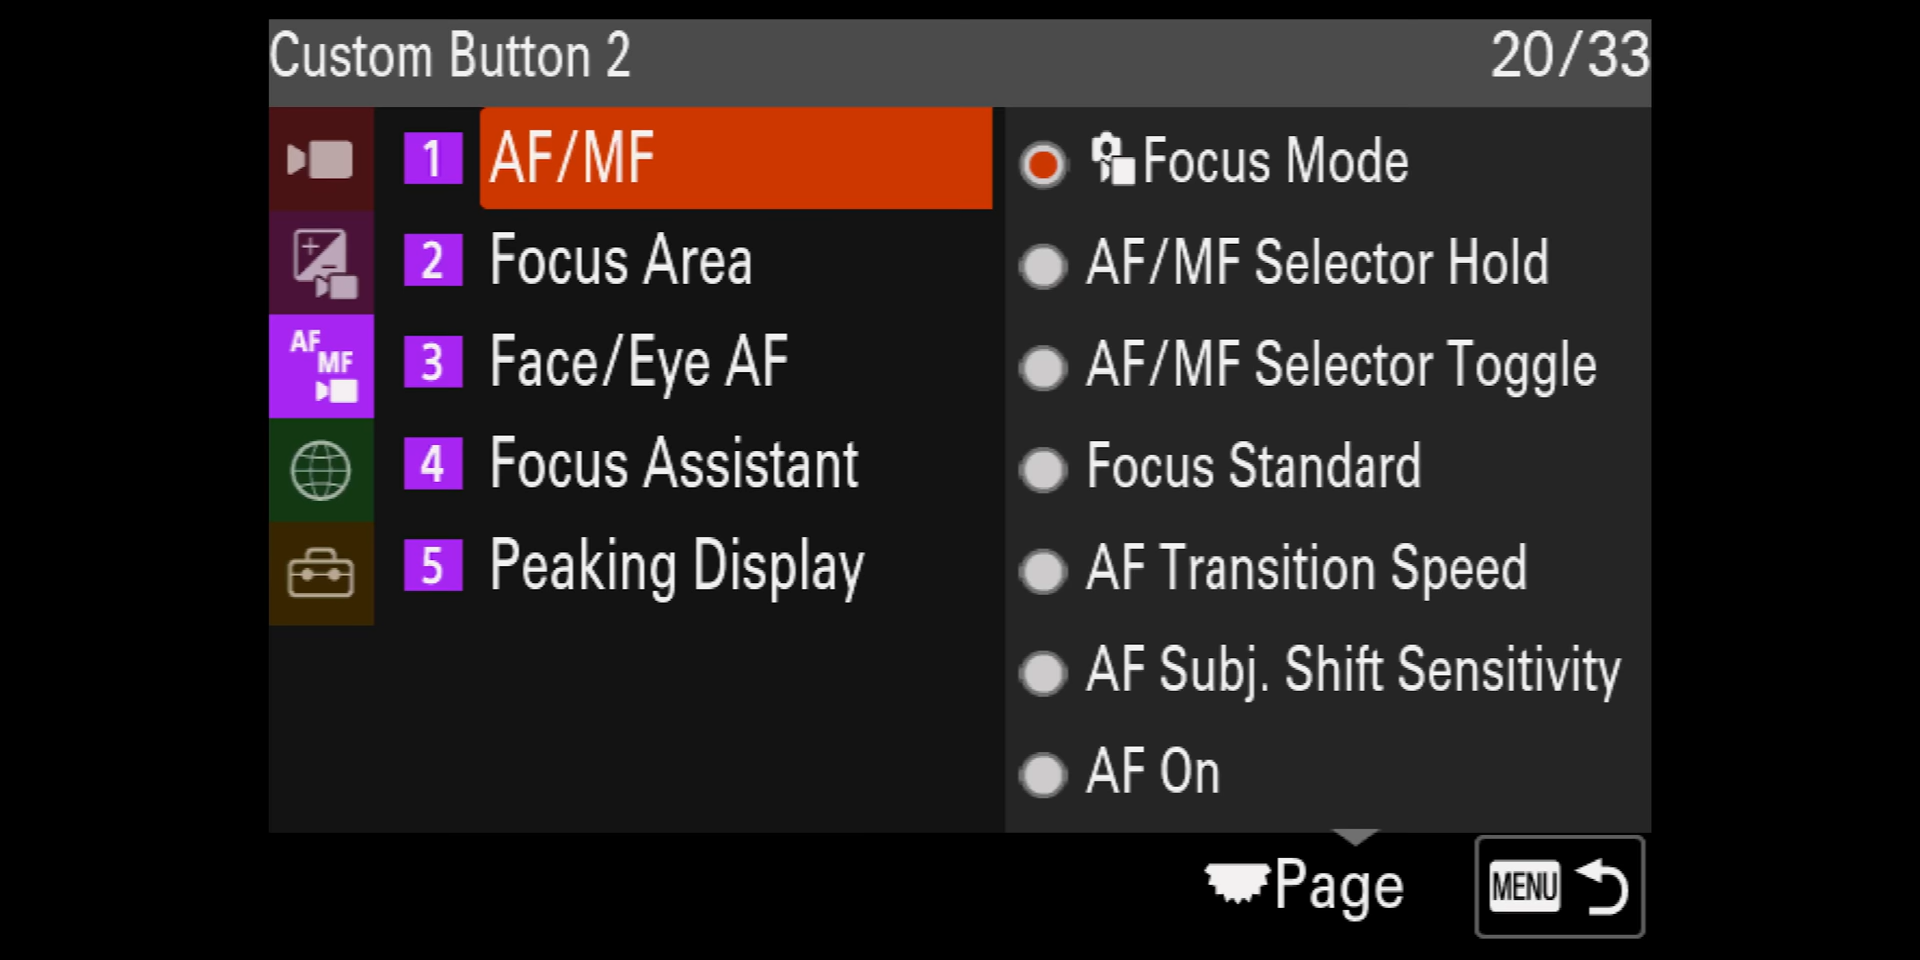 Custom Button 2
20/33
1 AF/MF
2 Focus Area
3 Face/Eye AF
4 Focus Assistant
5 Peaking Display
AF MF
Focus Mode
AF/MF Selector Hold
AF/MF Selector Toggle
Focus Standard
AF Transition Speed
AF Subj. Shift Sensitivity
AF On
Page
MENU